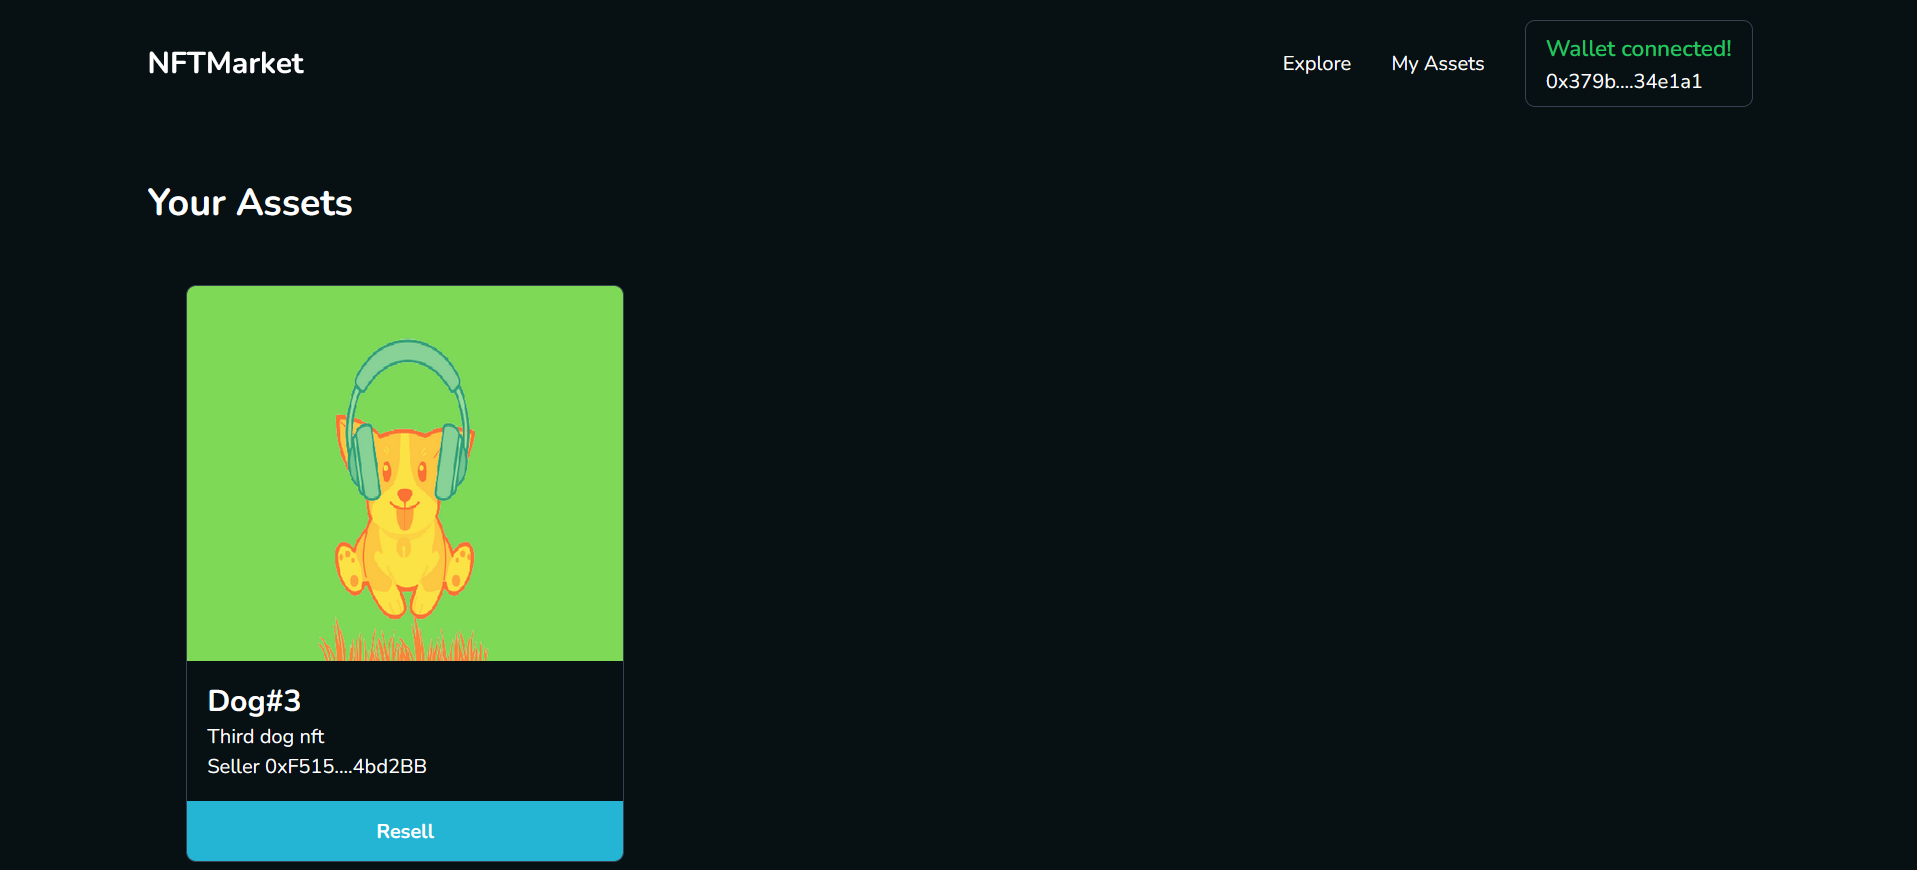 NFTMarket
Explore
My Assets
Wallet connected!
0x379b....34e1a1
Your Assets
Dog#3
Third dog nft
Seller 0xF515....4bd2BB
Resell